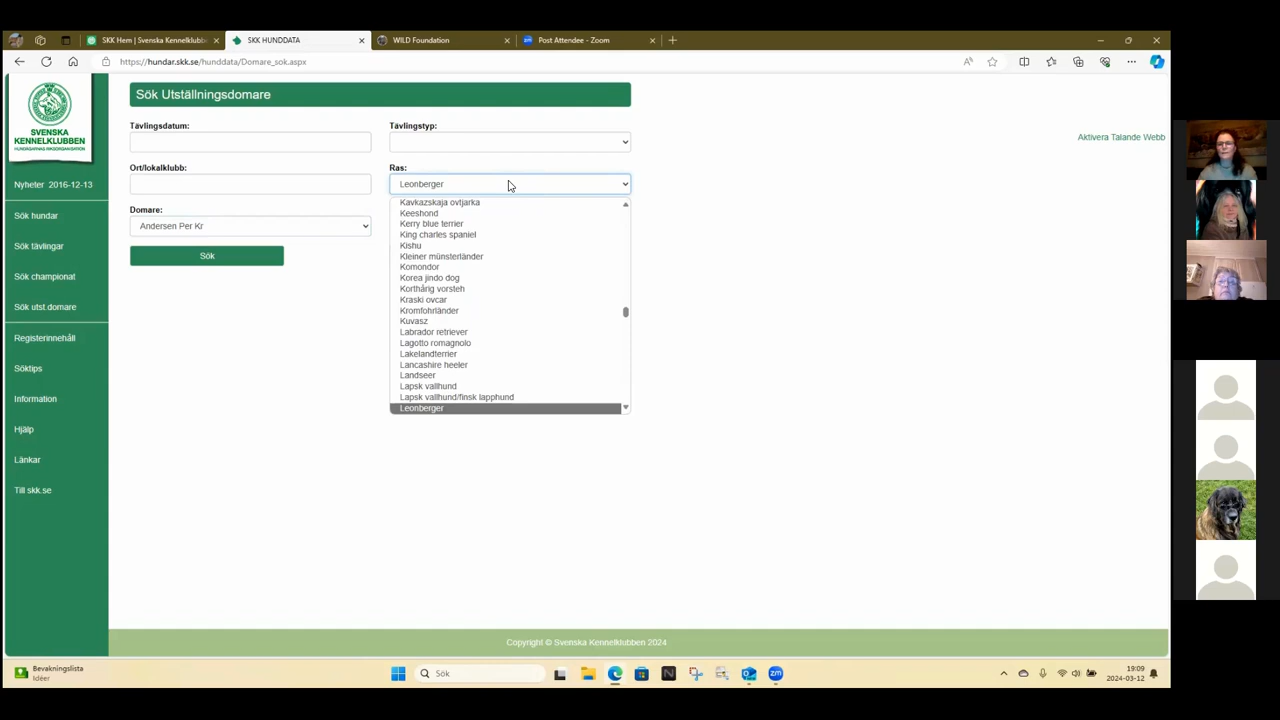 SKK Hem | Svenska Kennelklubb
SKK HUNDDATA
WILD Foundation
Post Attendee - Zoom
https://hundar.skk.se/hunddata/Domare_sok.aspx
SVENSKA
KENNELKLUBBEN
HUNDÄGARNAS RIKSORGANISATION
Nyheter 2016-12-13
Sök hundar
Sök tävlingar
Sök championat
Sök utst.domare
Registerinnehåll
Söktips
Information
Hjälp
Länkar
Till skk.se
Sök Utställningsdomare
Tävlingsdatum:
Tävlingstyp:
Ort/lokalklubb:
Ras:
Leonberger
Domare:
Andersen Per Kr
Sök
Kavkazskaja ovtjarka
Keeshond
Kerry blue terrier
King charles spaniel
Kishu
Kleiner münsterländer
Komondor
Korea jindo dog
Korthårig vorsteh
Kraski ovcar
Kromfohrländer
Kuvasz
Labrador retriever
Lagotto romagnolo
Lakelandterrier
Lancashire heeler
Landseer
Lapsk vallhund
Lapsk vallhund/finsk lapphund
Leonberger
Aktivera Talande Webb
Copyright © Svenska Kennelklubben 2024
Bevakningslista
Idéer
Sök
zm
19:09
2024-03-12